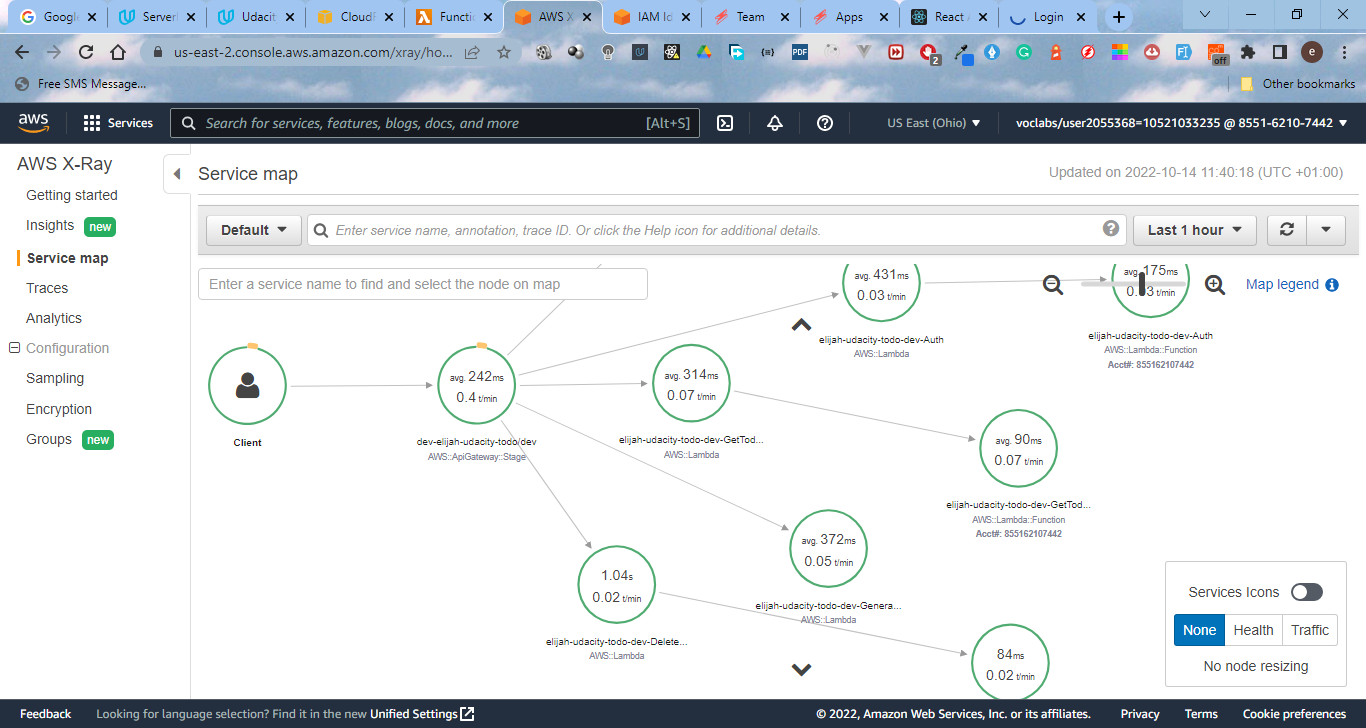 Google
Serverl
Udacit
CloudF
Functio
AWS X
IAM Id
Team
Apps
React A
Login
us-east-2.console.aws.amazon.com/xray/ho...
Free SMS Message...
Other bookmarks
aws
Services
Search for services, features, blogs, docs, and more
[Alt+S]
US East (Ohio)
voclabs/user2055368=10521033235 @ 8551-6210-7442
AWS X-Ray
Getting started
Insights new
Service map
Traces
Analytics
Configuration
Sampling
Encryption
Groups new
Service map
Updated on 2022-10-14 11:40:18 (UTC +01:00)
Default
Enter service name, annotation, trace ID. Or click the Help icon for additional details.
Last 1 hour
Enter a service name to find and select the node on map
Map legend
Client
avg. 242ms
0.4 t/min
dev-elijah-udacity-todo/dev
AWS::ApiGateway::Stage
avg. 431ms
0.03 t/min
elijah-udacity-todo-dev-Auth
AWS::Lambda
avg. 175ms
t/min
elijah-udacity-todo-dev-Auth
AWS::Lambda::Function
Acct#: 855162107442
avg. 314ms
0.07 t/min
elijah-udacity-todo-dev-GetTod...
AWS::Lambda
avg. 90ms
0.07 t/min
elijah-udacity-todo-dev-GetTod...
AWS::Lambda::Function
Acct#: 855162107442
avg. 372ms
0.05 t/min
elijah-udacity-todo-dev-Genera...
AWS::Lambda
1.04s
0.02 t/min
elijah-udacity-todo-dev-Delete...
AWS::Lambda
84ms
0.02 t/min
Services Icons
None
Health
Traffic
No node resizing
Feedback
Looking for language selection? Find it in the new Unified Settings
© 2022, Amazon Web Services, Inc. or its affiliates.
Privacy
Terms
Cookie preferences